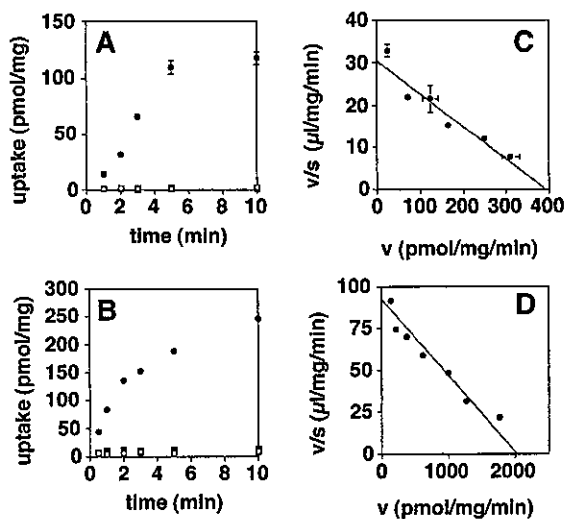 A
uptake (pmol/mg)
150
100
50
0
0 2 4 6 8 10
time (min)
C
v/s (µl/mg/min)
40
30
20
10
0
0 100 200 300 400
v (pmol/mg/min)
B
uptake (pmol/mg)
300
250
200
150
100
50
0
0 2 4 6 8 10
time (min)
D
v/s (µl/mg/min)
100
75
50
25
0
0 1000 2000
v (pmol/mg/min)